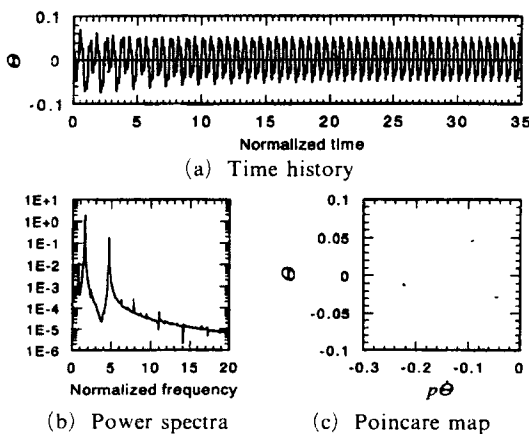 0.1
Θ
0
-0.1
0 5 10 15 20 25 30 35
Normalized time
(a) Time history
1E+1
1E+0
1E-1
1E-2
1E-3
1E-4
1E-5
1E-6
0 5 10 15 20
Normalized frequency
(b) Power spectra
0.1
0.05
Θ
0
-0.05
-0.1
-0.3 -0.2 -0.1 0
pΘ̇
(c) Poincare map